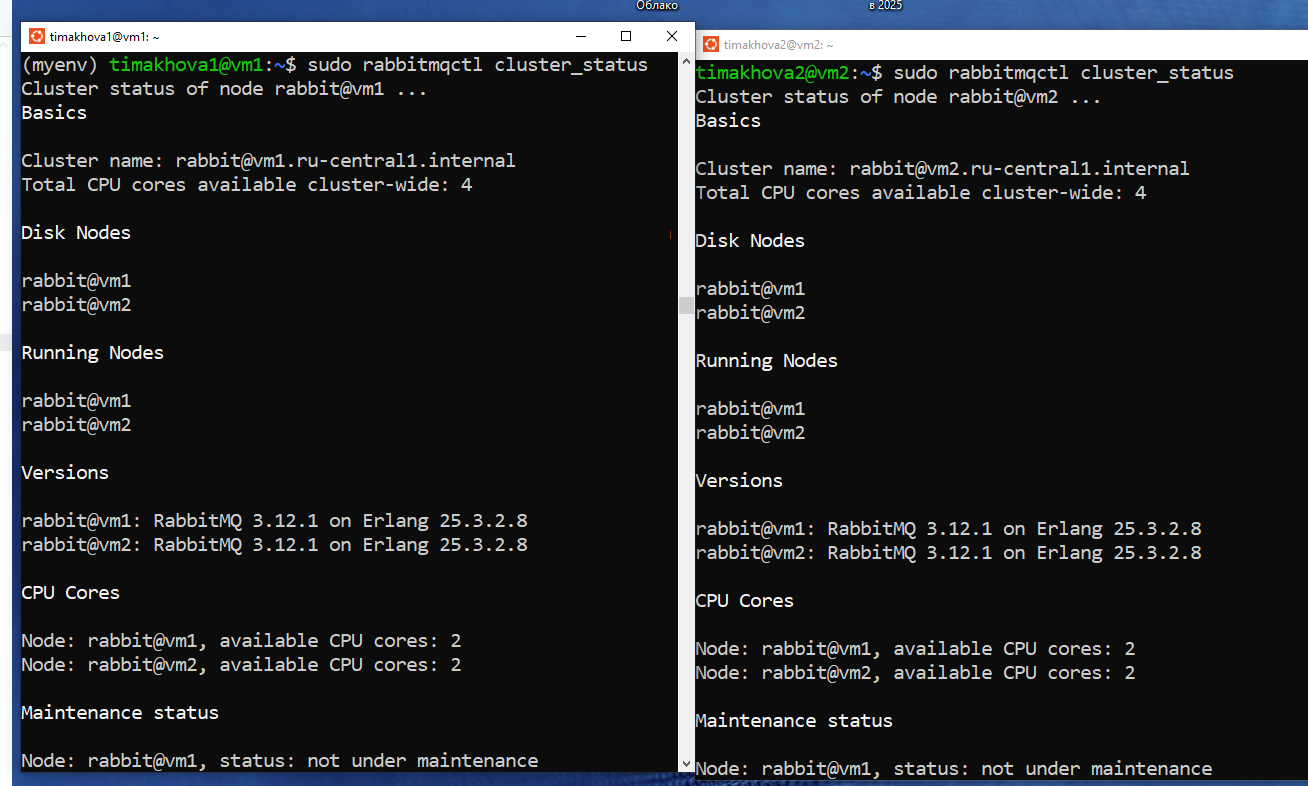 Облако
в 2025
timakhova1@vm1: ~
(myenv) timakhova1@vm1:~$ sudo rabbitmqctl cluster_status
Cluster status of node rabbit@vm1 ...
Basics
Cluster name: rabbit@vm1.ru-central1.internal
Total CPU cores available cluster-wide: 4
Disk Nodes
rabbit@vm1
rabbit@vm2
Running Nodes
rabbit@vm1
rabbit@vm2
Versions
rabbit@vm1: RabbitMQ 3.12.1 on Erlang 25.3.2.8
rabbit@vm2: RabbitMQ 3.12.1 on Erlang 25.3.2.8
CPU Cores
Node: rabbit@vm1, available CPU cores: 2
Node: rabbit@vm2, available CPU cores: 2
Maintenance status
Node: rabbit@vm1, status: not under maintenance
timakhova2@vm2: ~
timakhova2@vm2:~$ sudo rabbitmqctl cluster_status
Cluster status of node rabbit@vm2 ...
Basics
Cluster name: rabbit@vm2.ru-central1.internal
Total CPU cores available cluster-wide: 4
Disk Nodes
rabbit@vm1
rabbit@vm2
Running Nodes
rabbit@vm1
rabbit@vm2
Versions
rabbit@vm1: RabbitMQ 3.12.1 on Erlang 25.3.2.8
rabbit@vm2: RabbitMQ 3.12.1 on Erlang 25.3.2.8
CPU Cores
Node: rabbit@vm1, available CPU cores: 2
Node: rabbit@vm2, available CPU cores: 2
Maintenance status
Node: rabbit@vm1, status: not under maintenance